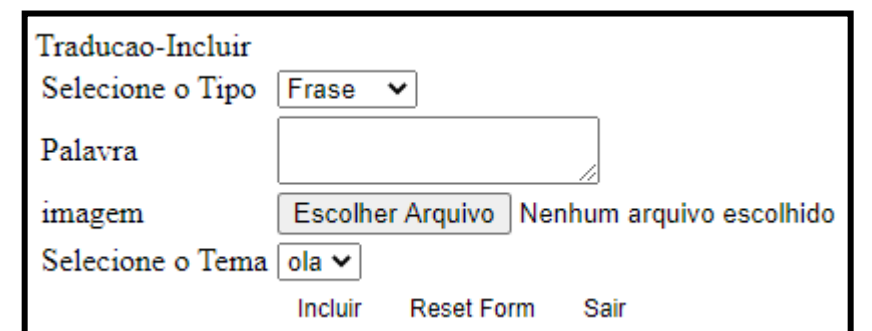 Traducao-Incluir
Selecione o Tipo Frase
Palavra
imagem Escolher Arquivo Nenhum arquivo escolhido
Selecione o Tema ola
Incluir Reset Form Sair